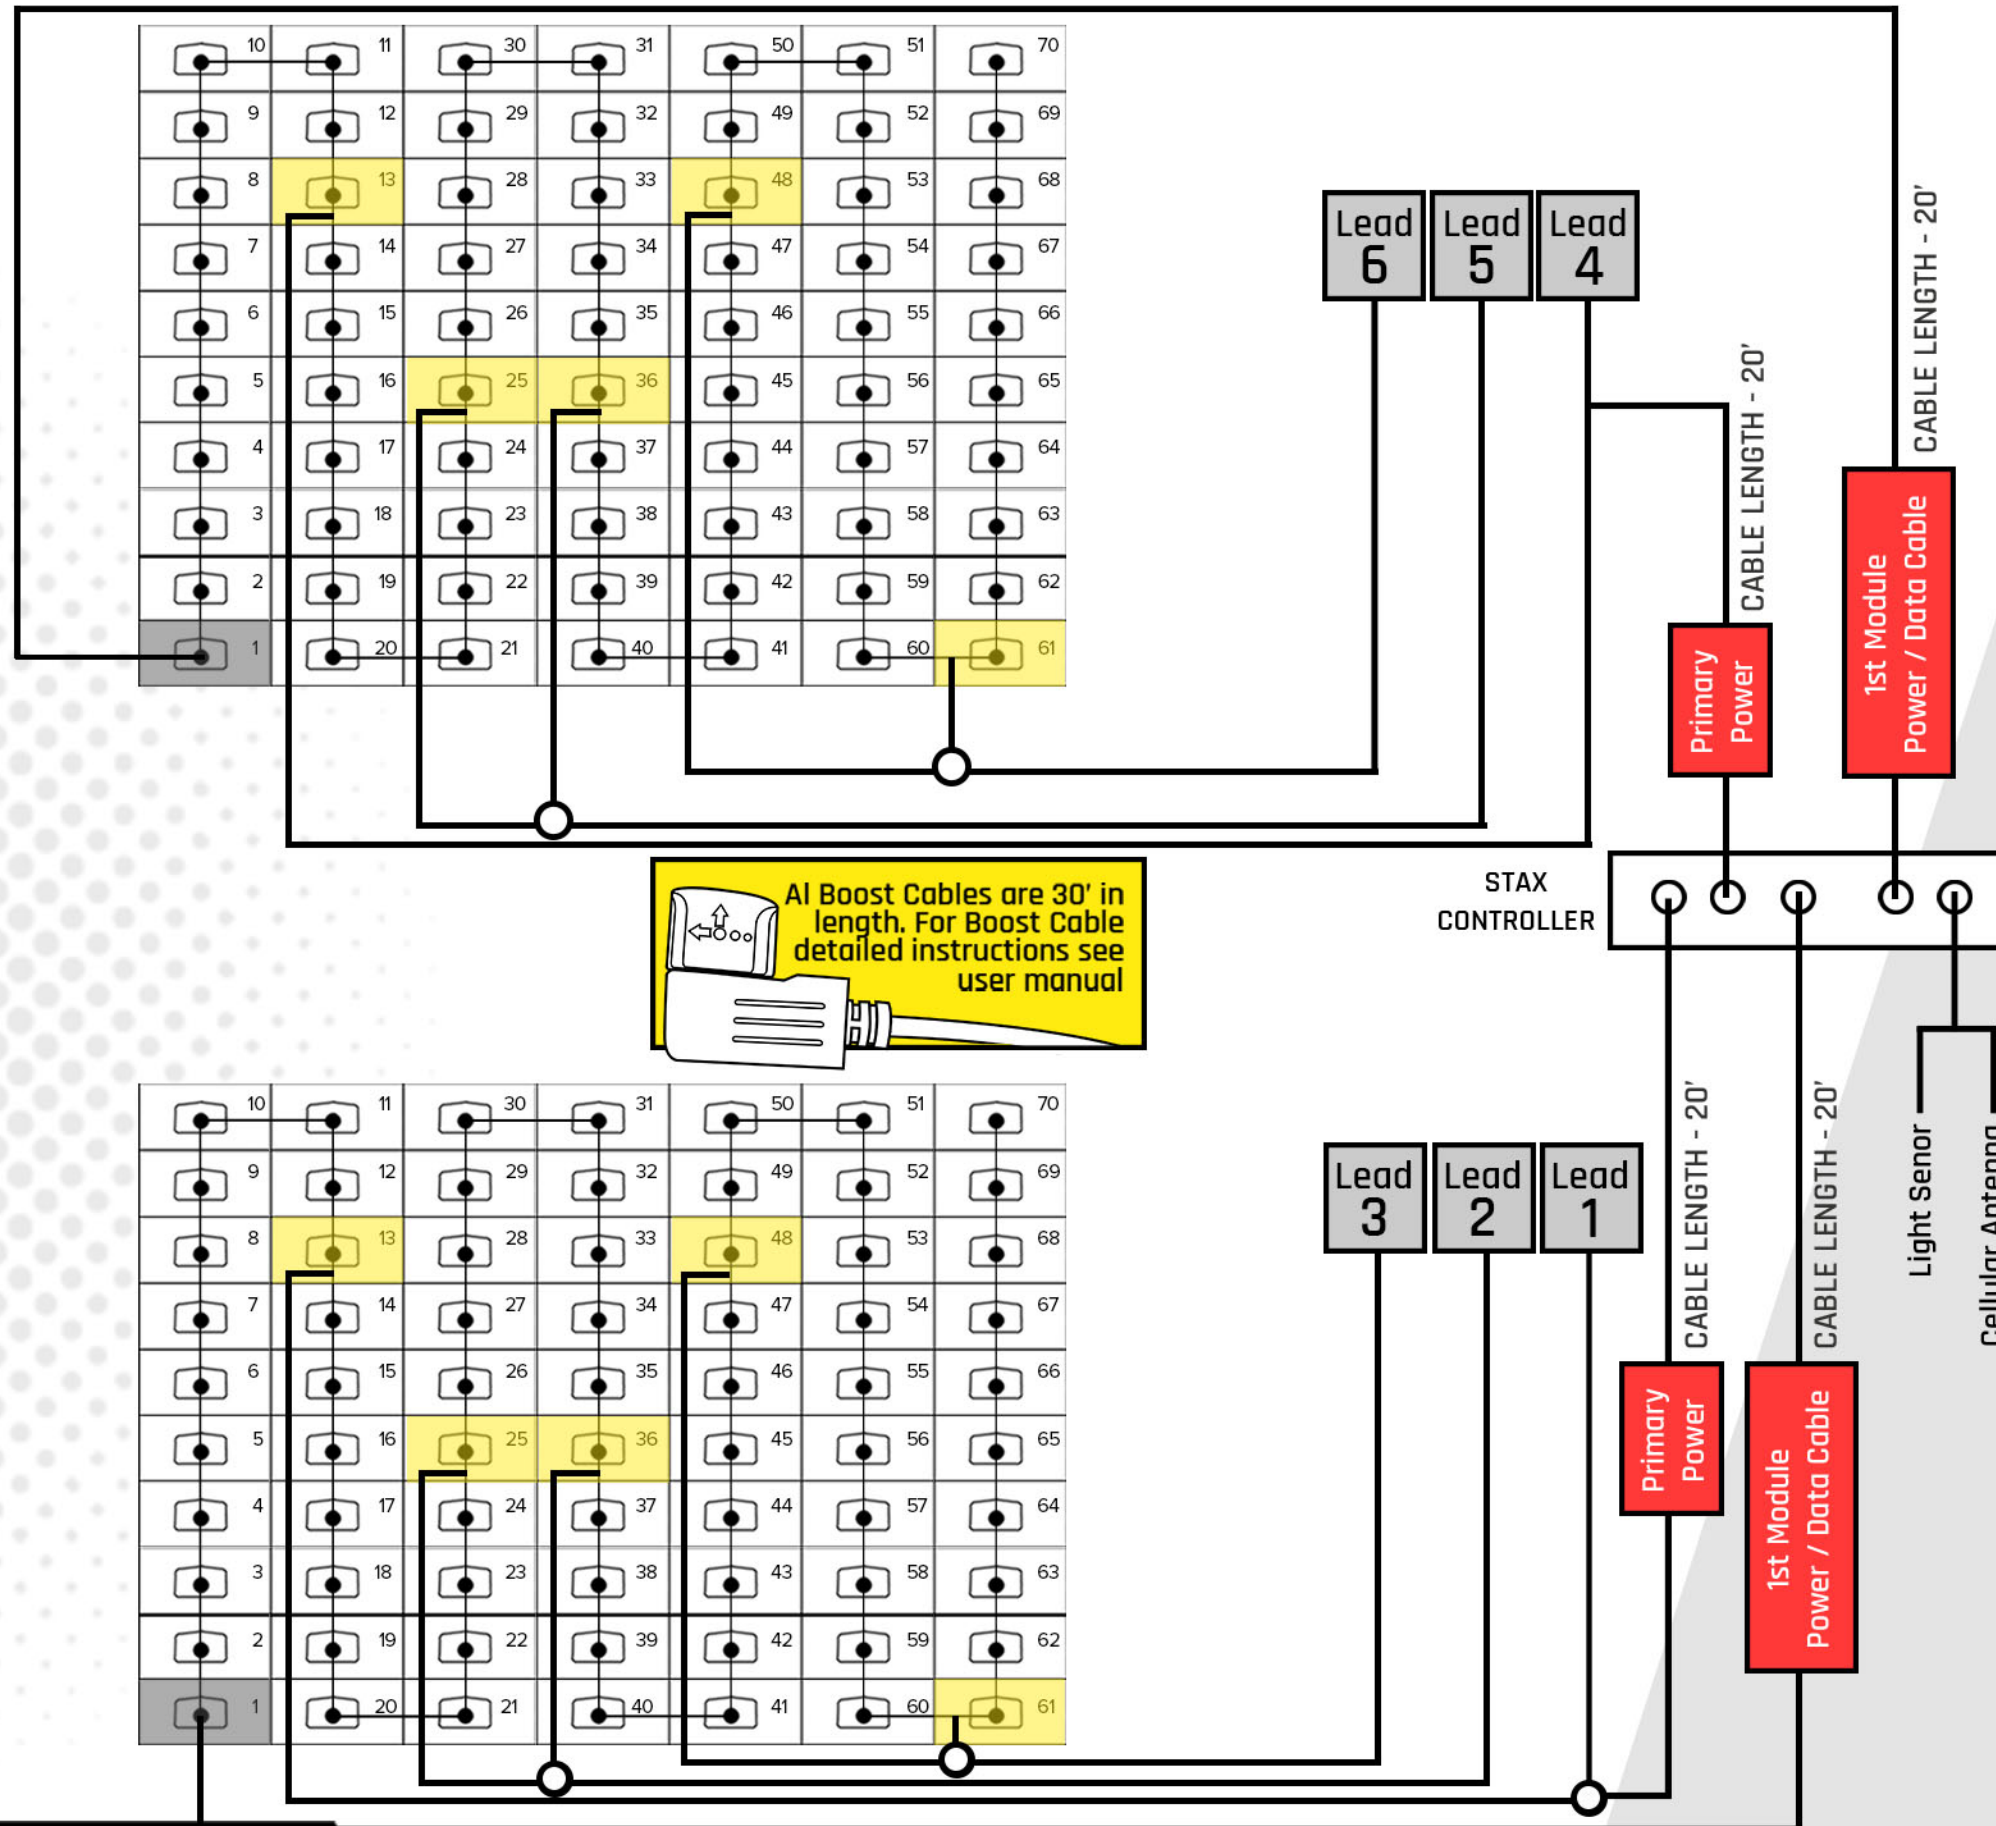 10 11 30 31 50 51 70
9 12 29 32 49 52 69
8 13 28 33 48 53 68
7 14 27 34 47 54 67
6 15 26 35 46 55 66
5 16 25 36 45 56 65
4 17 24 37 44 57 64
3 18 23 38 43 58 63
2 19 22 39 42 59 62
1 20 21 40 41 60 61
Lead
6
Lead
5
Lead
4
CABLE LENGTH - 20'
CABLE LENGTH - 20'
Primary
Power
1st Module
Power / Data Cable
STAX
CONTROLLER
Al Boost Cables are 30' in
length. For Boost Cable
detailed instructions see
user manual
10 11 30 31 50 51 70
9 12 29 32 49 52 69
8 13 28 33 48 53 68
7 14 27 34 47 54 67
6 15 26 35 46 55 66
5 16 25 36 45 56 65
4 17 24 37 44 57 64
3 18 23 38 43 58 63
2 19 22 39 42 59 62
1 20 21 40 41 60 61
Lead
3
Lead
2
Lead
1
CABLE LENGTH - 20'
CABLE LENGTH - 20'
Primary
Power
1st Module
Power / Data Cable
Light Senor
Cellular Antenna